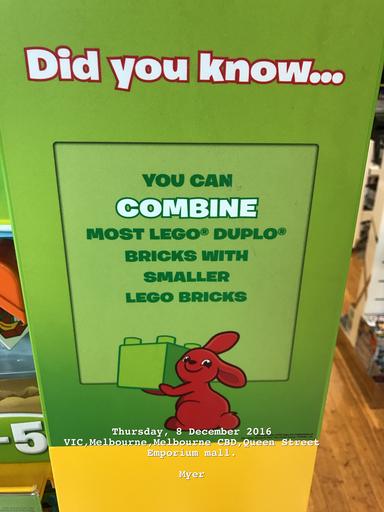 Did you know...
YOU CAN
COMBINE
MOST LEGO® DUPLO®
BRICKS WITH
SMALLER
LEGO BRICKS
-5
Thursday, 8 December 2016
VIC,Melbourne,Melbourne CBD,Queen Street
Emporium mall.
Myer